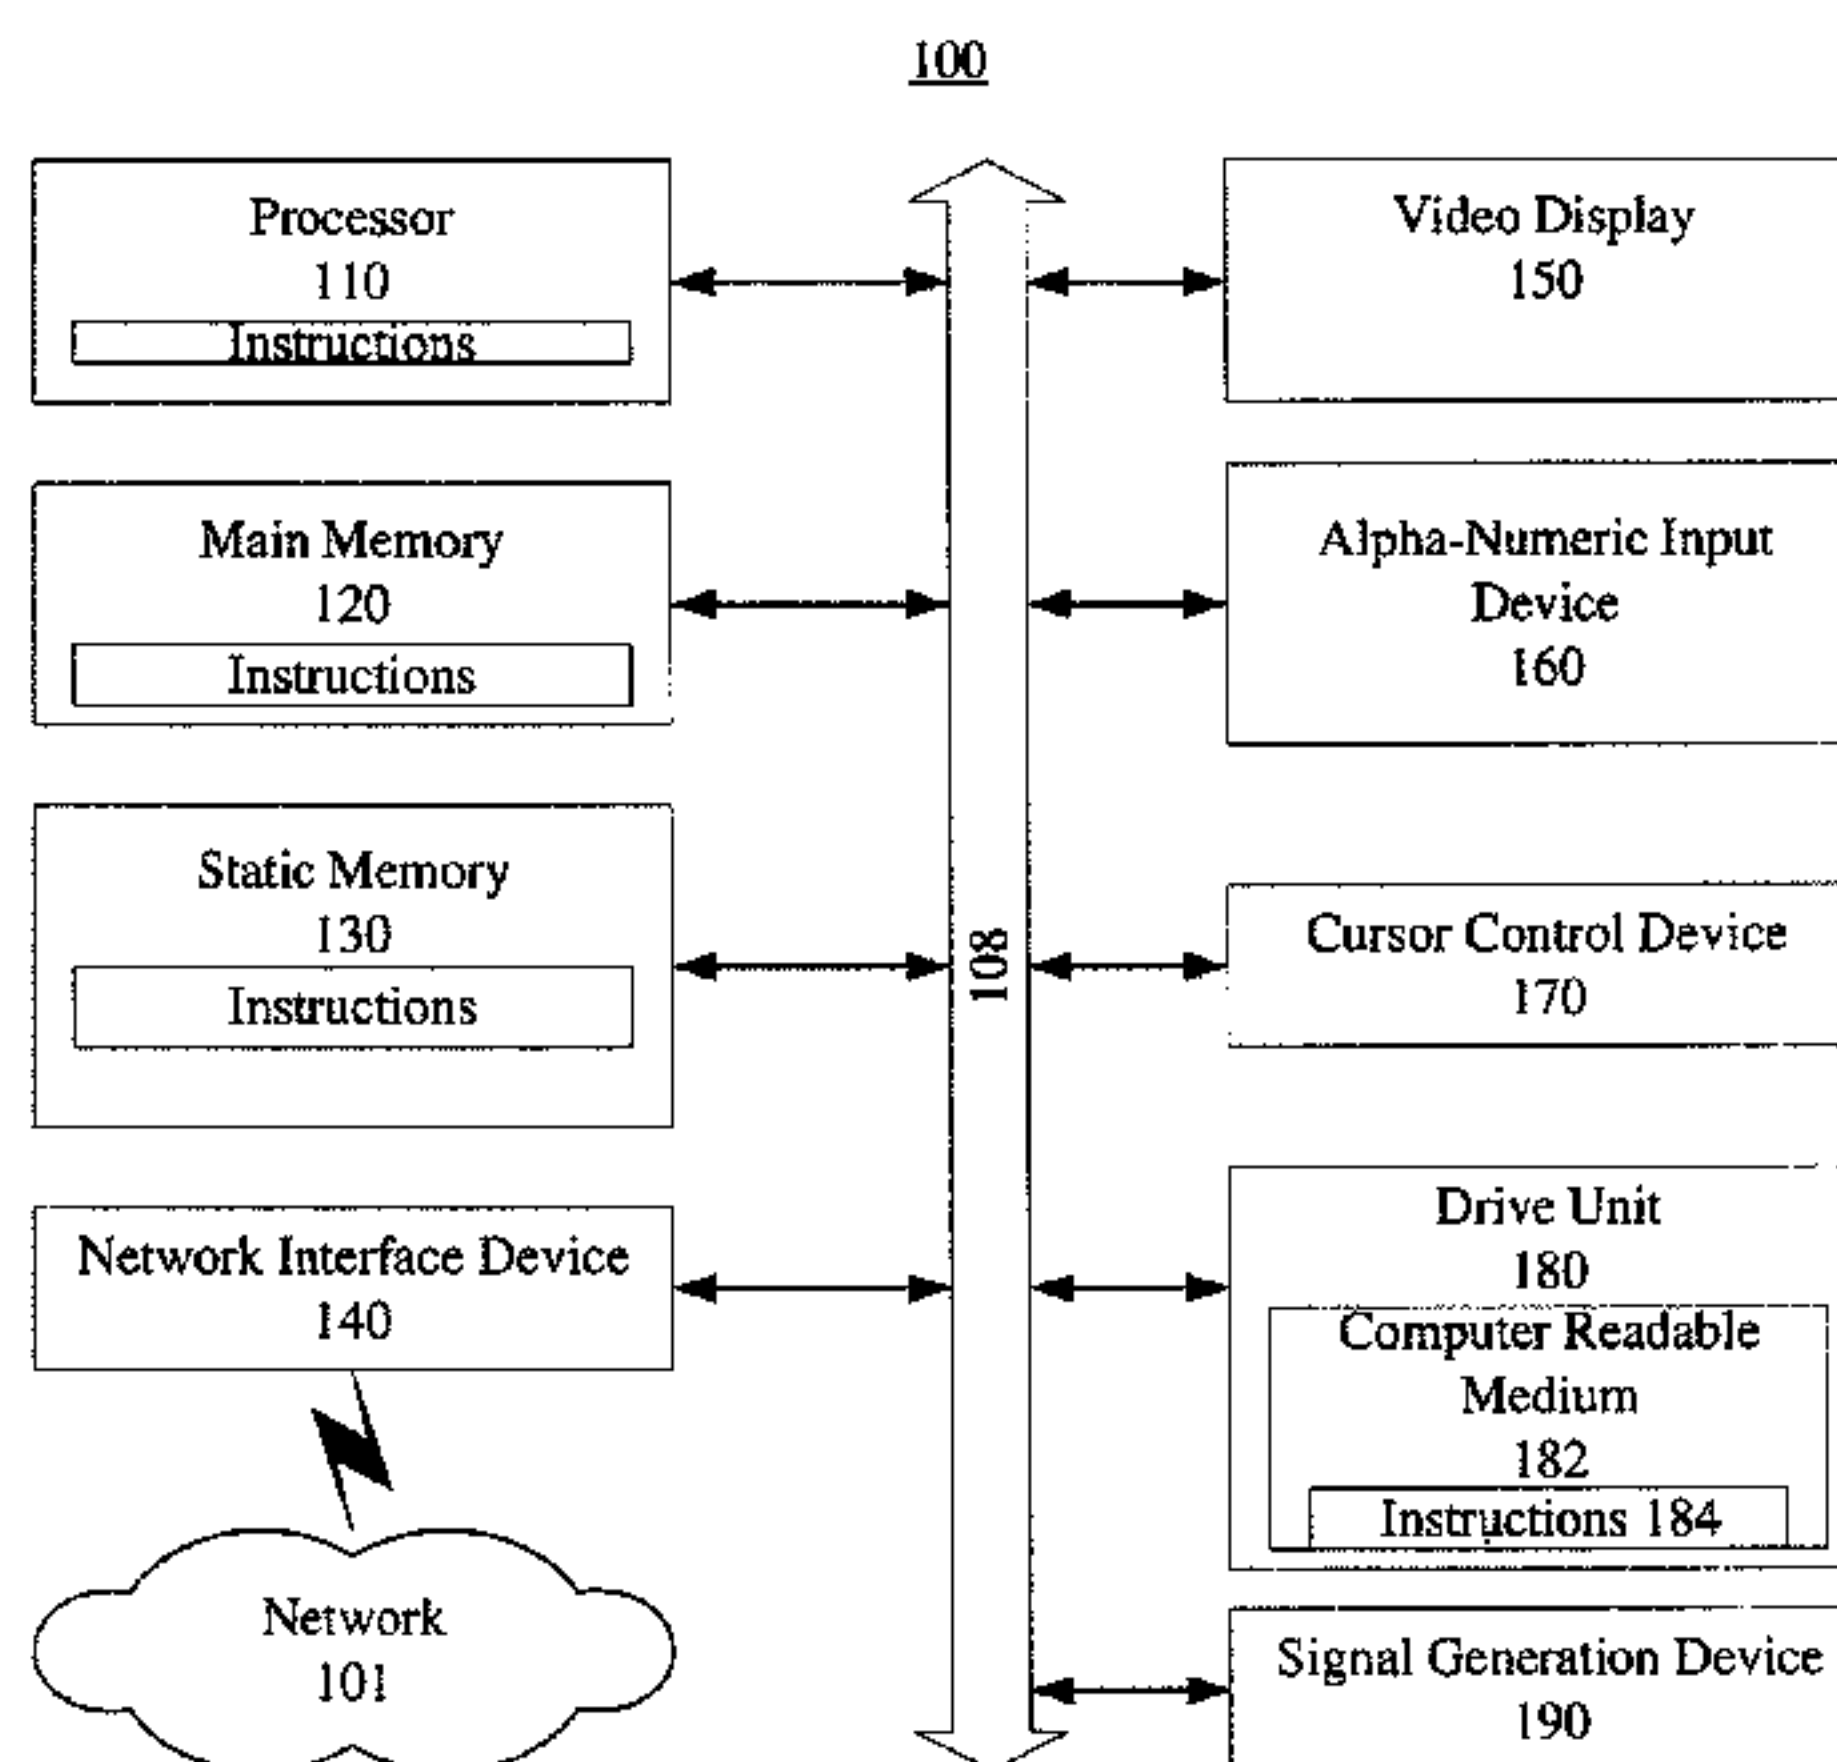 100
Processor
110
Instructions
Main Memory
120
Instructions
Static Memory
130
Instructions
Network Interface Device
140
Network
101
108
Video Display
150
Alpha-Numeric Input
Device
160
Cursor Control Device
170
Drive Unit
180
Computer Readable
Medium
182
Instructions 184
Signal Generation Device
190